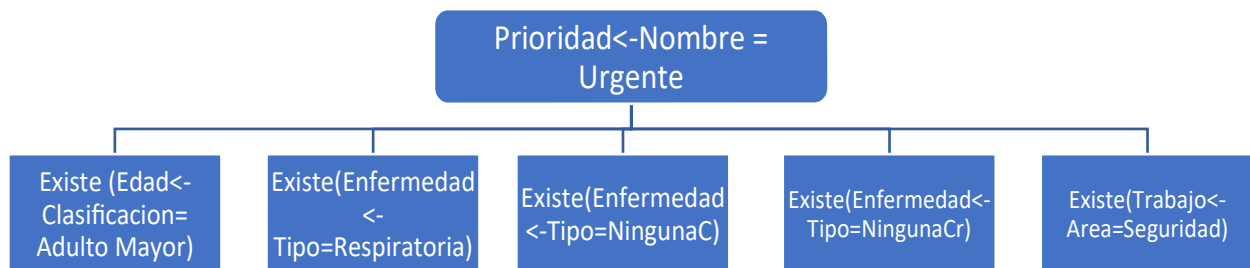 Prioridad<-Nombre =
Urgente
Existe (Edad<-
Clasificacion=
Adulto Mayor)
Existe(Enfermedad
<-
Tipo=Respiratoria)
Existe(Enfermedad
<-Tipo=NingunaC)
Existe(Enfermedad<-
Tipo=NingunaCr)
Existe(Trabajo<-
Area=Seguridad)